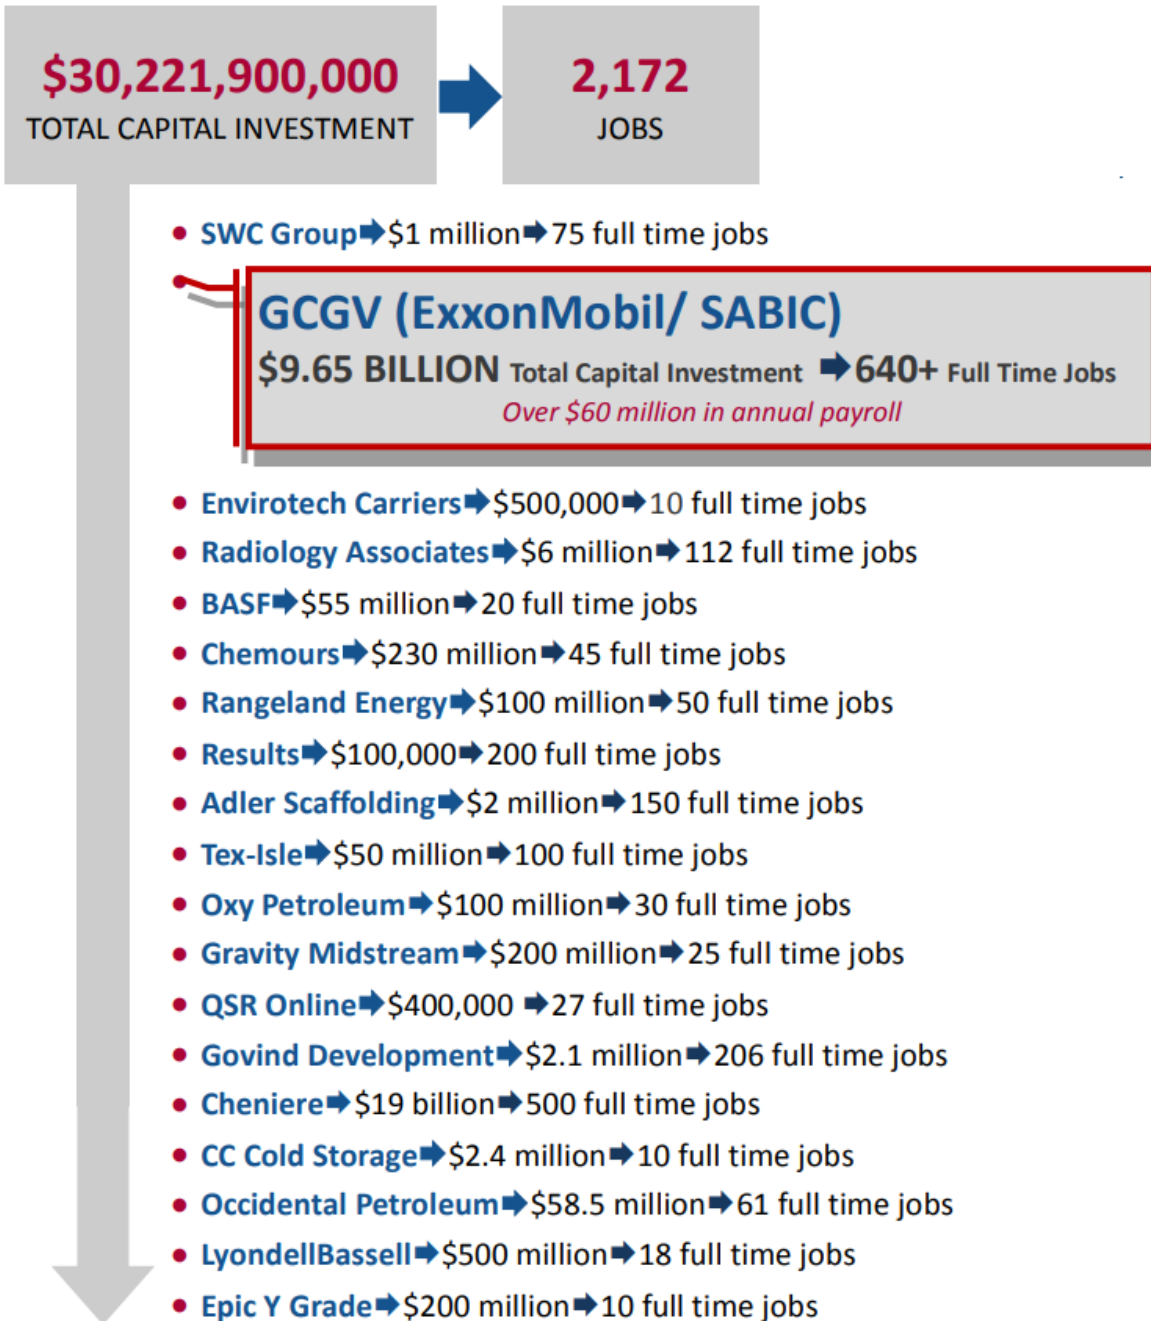 $30,221,900,000
TOTAL CAPITAL INVESTMENT
2,172
JOBS
SWC Group $1 million 75 full time jobs
GCGV (ExxonMobil/ SABIC)
$9.65 BILLION Total Capital Investment 640+ Full Time Jobs
Over $60 million in annual payroll
Envirotech Carriers $500,000 10 full time jobs
Radiology Associates $6 million 112 full time jobs
BASF $55 million 20 full time jobs
Chemours $230 million 45 full time jobs
Rangeland Energy $100 million 50 full time jobs
Results $100,000 200 full time jobs
Adler Scaffolding $2 million 150 full time jobs
Tex-Isle $50 million 100 full time jobs
Oxy Petroleum $100 million 30 full time jobs
Gravity Midstream $200 million 25 full time jobs
QSR Online $400,000 27 full time jobs
Govind Development $2.1 million 206 full time jobs
Cheniere $19 billion 500 full time jobs
CC Cold Storage $2.4 million 10 full time jobs
Occidental Petroleum $58.5 million 61 full time jobs
LyondellBassell $500 million 18 full time jobs
Epic Y Grade $200 million 10 full time jobs